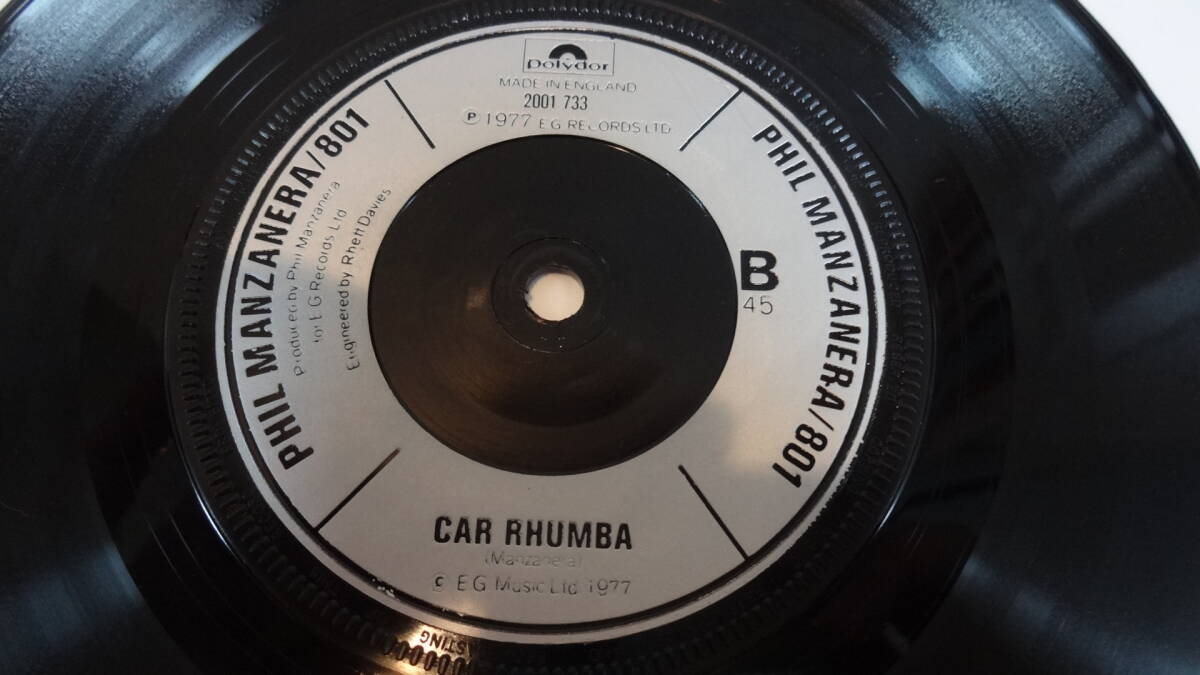 polydor
MADE IN ENGLAND
2001 733
Ⓟ 1977 E G RECORDS LTD
PHIL MANZANERA/801
Produced by Phil Manzanera
for E G Records Ltd
Engineered by Rhett Davies
PHIL MANZANERA/801
B
45
CAR RHUMBA
(Manzanera)
© E G Music Ltd 1977